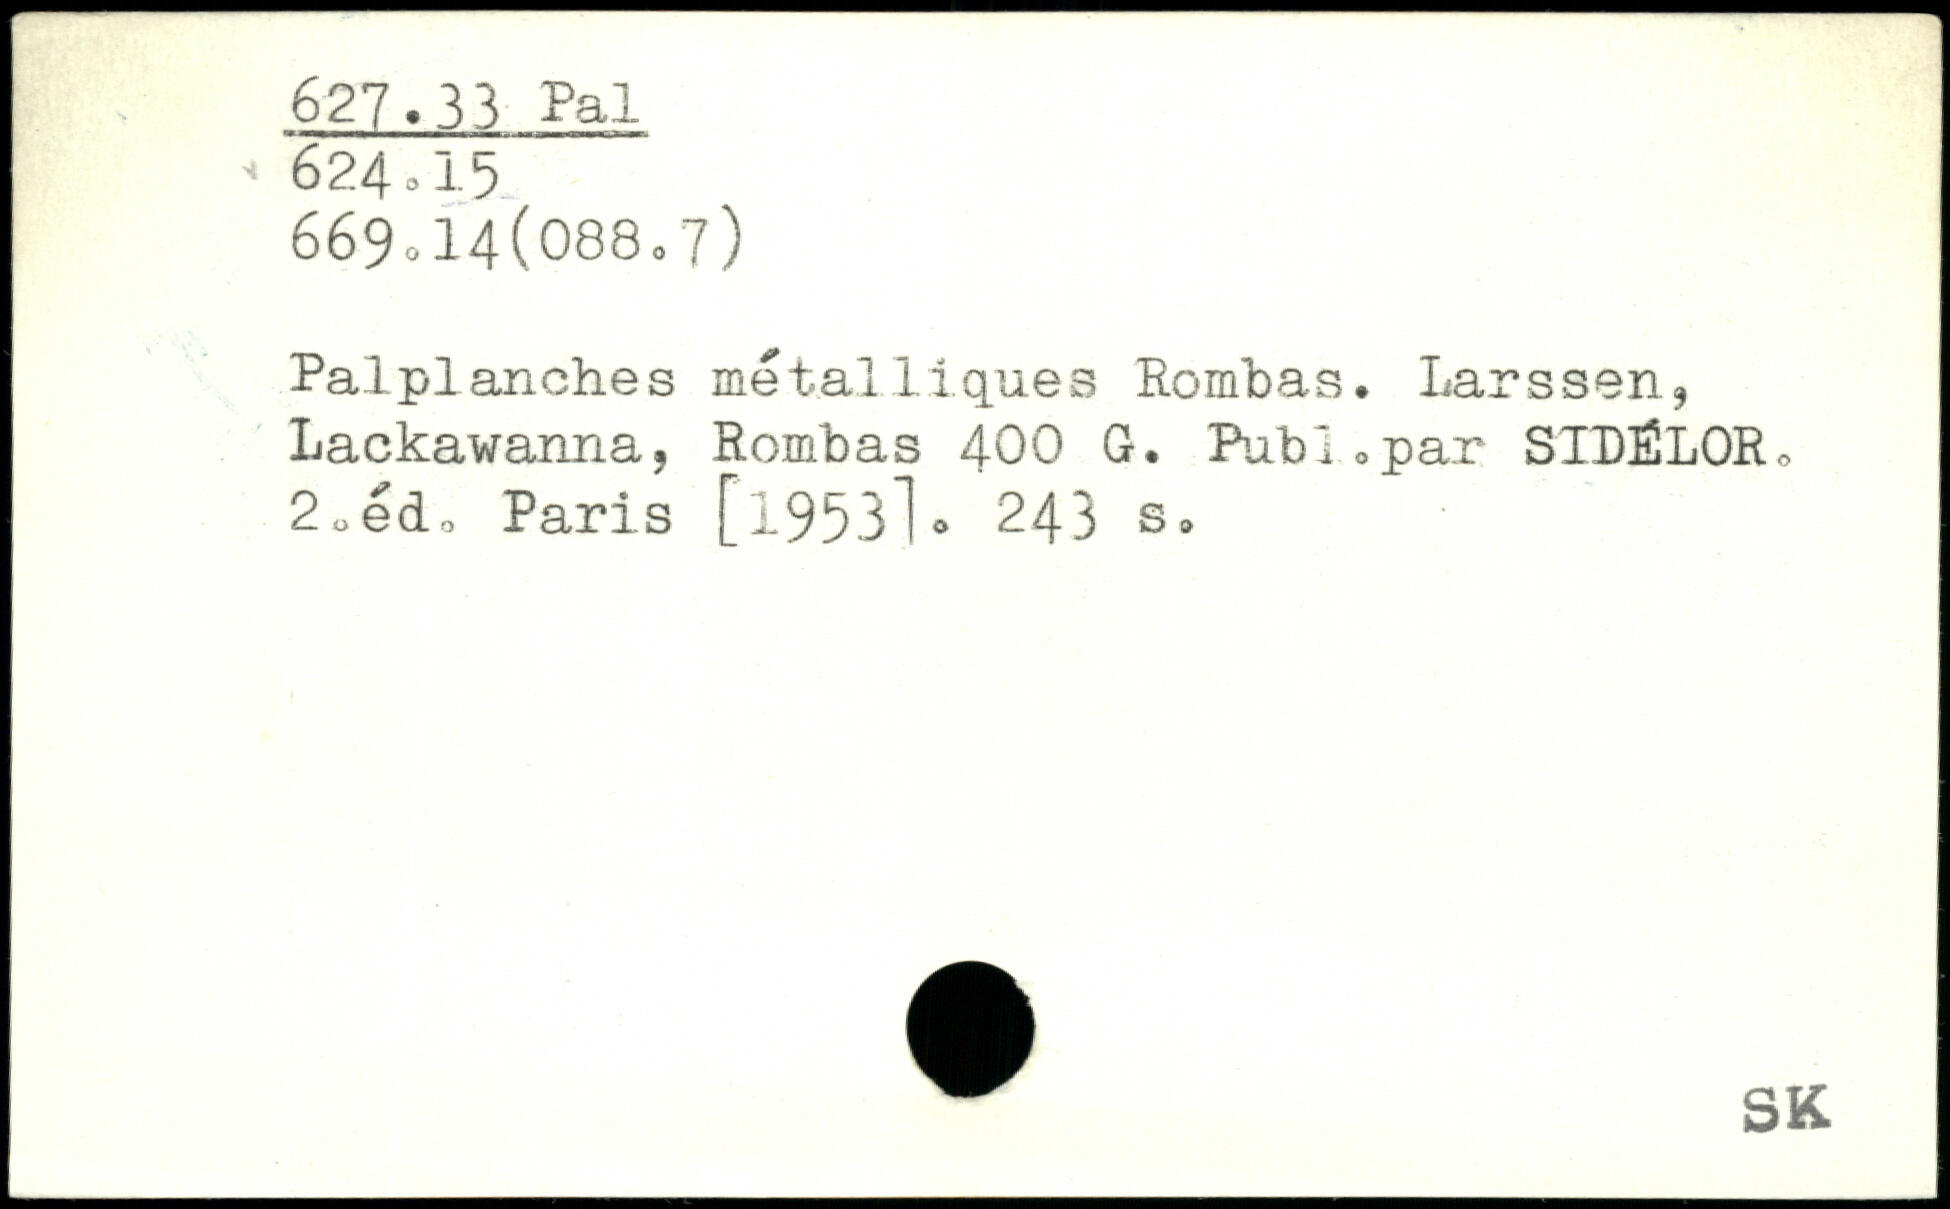 627.33 Pal
624.15
669.14(088.7)
Palplanches métalliques Rombas. Larssen,
Lackawanna, Rombas 400 G. Publ.par SIDÉLOR.
2.éd. Paris [1953]. 243 s.
SK